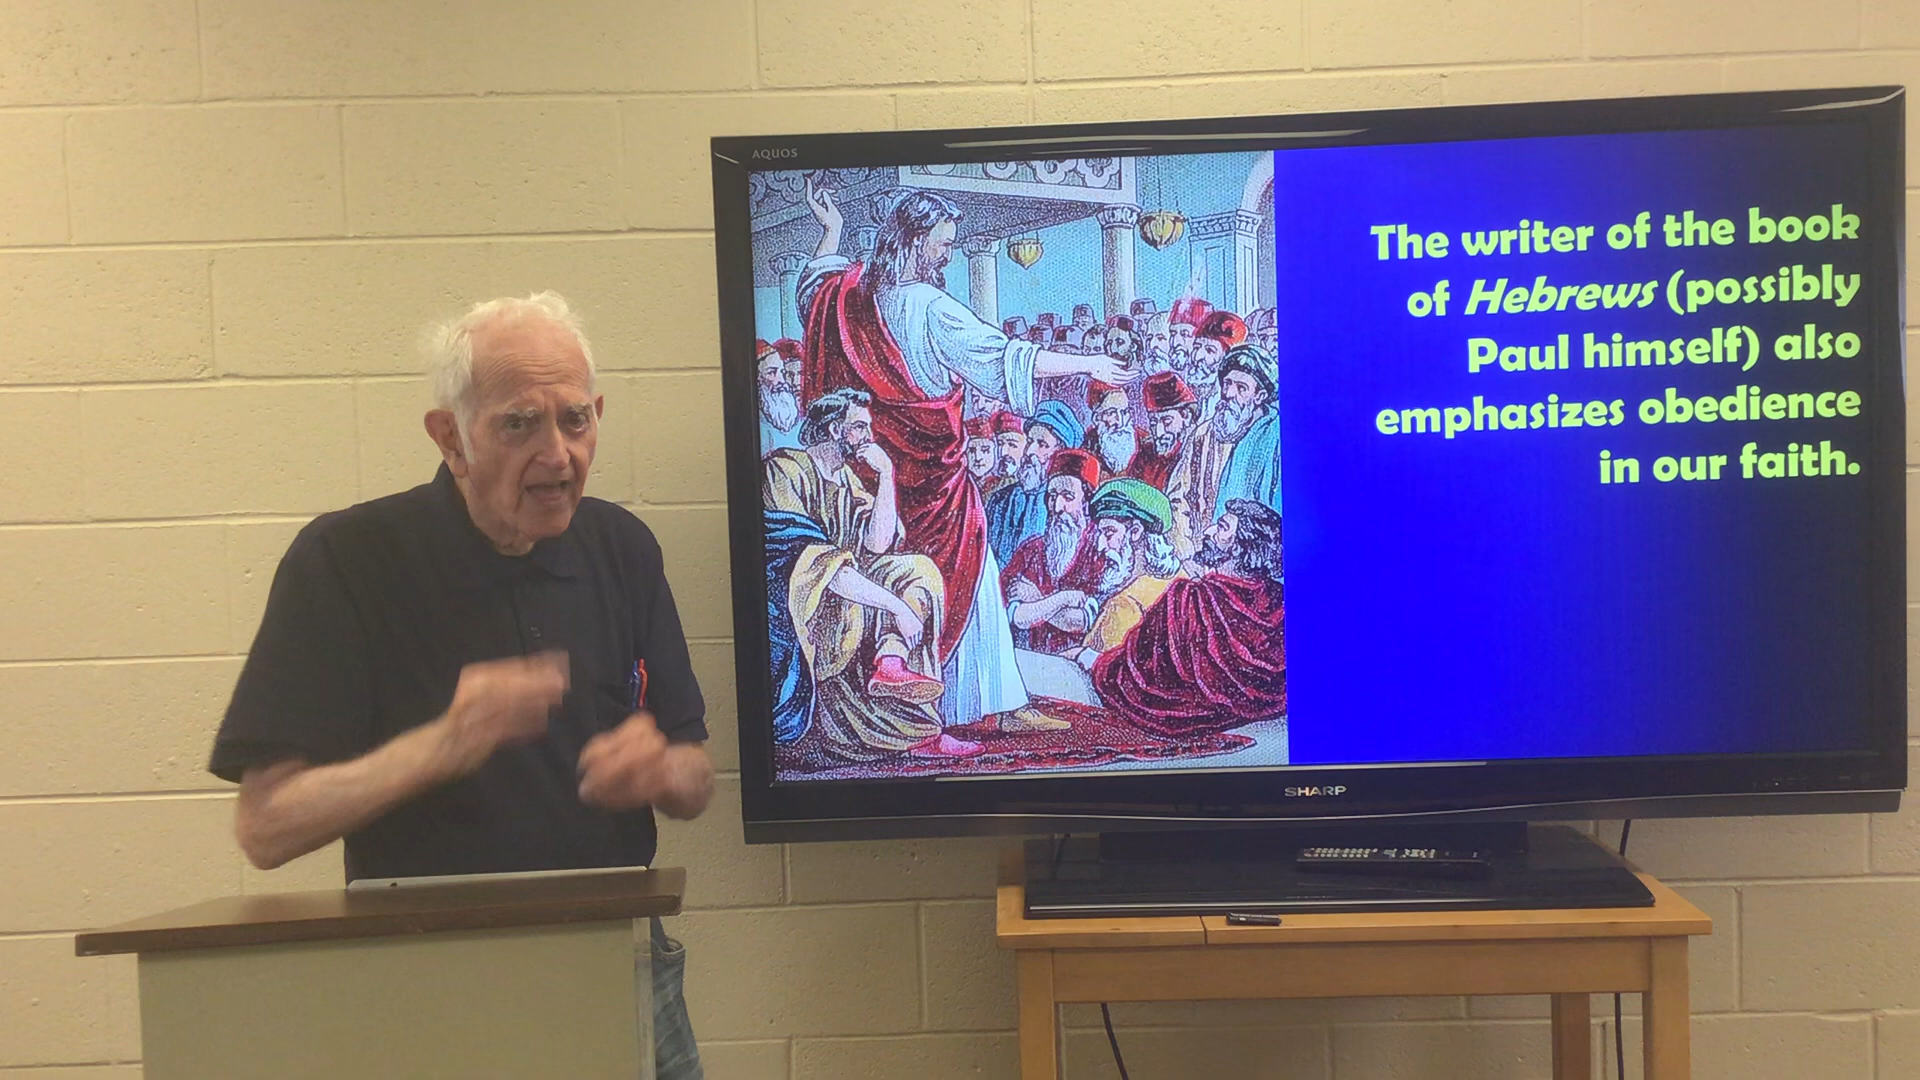 AQUOS
The writer of the book
of Hebrews (possibly
Paul himself) also
emphasizes obedience
in our faith.
SHARP